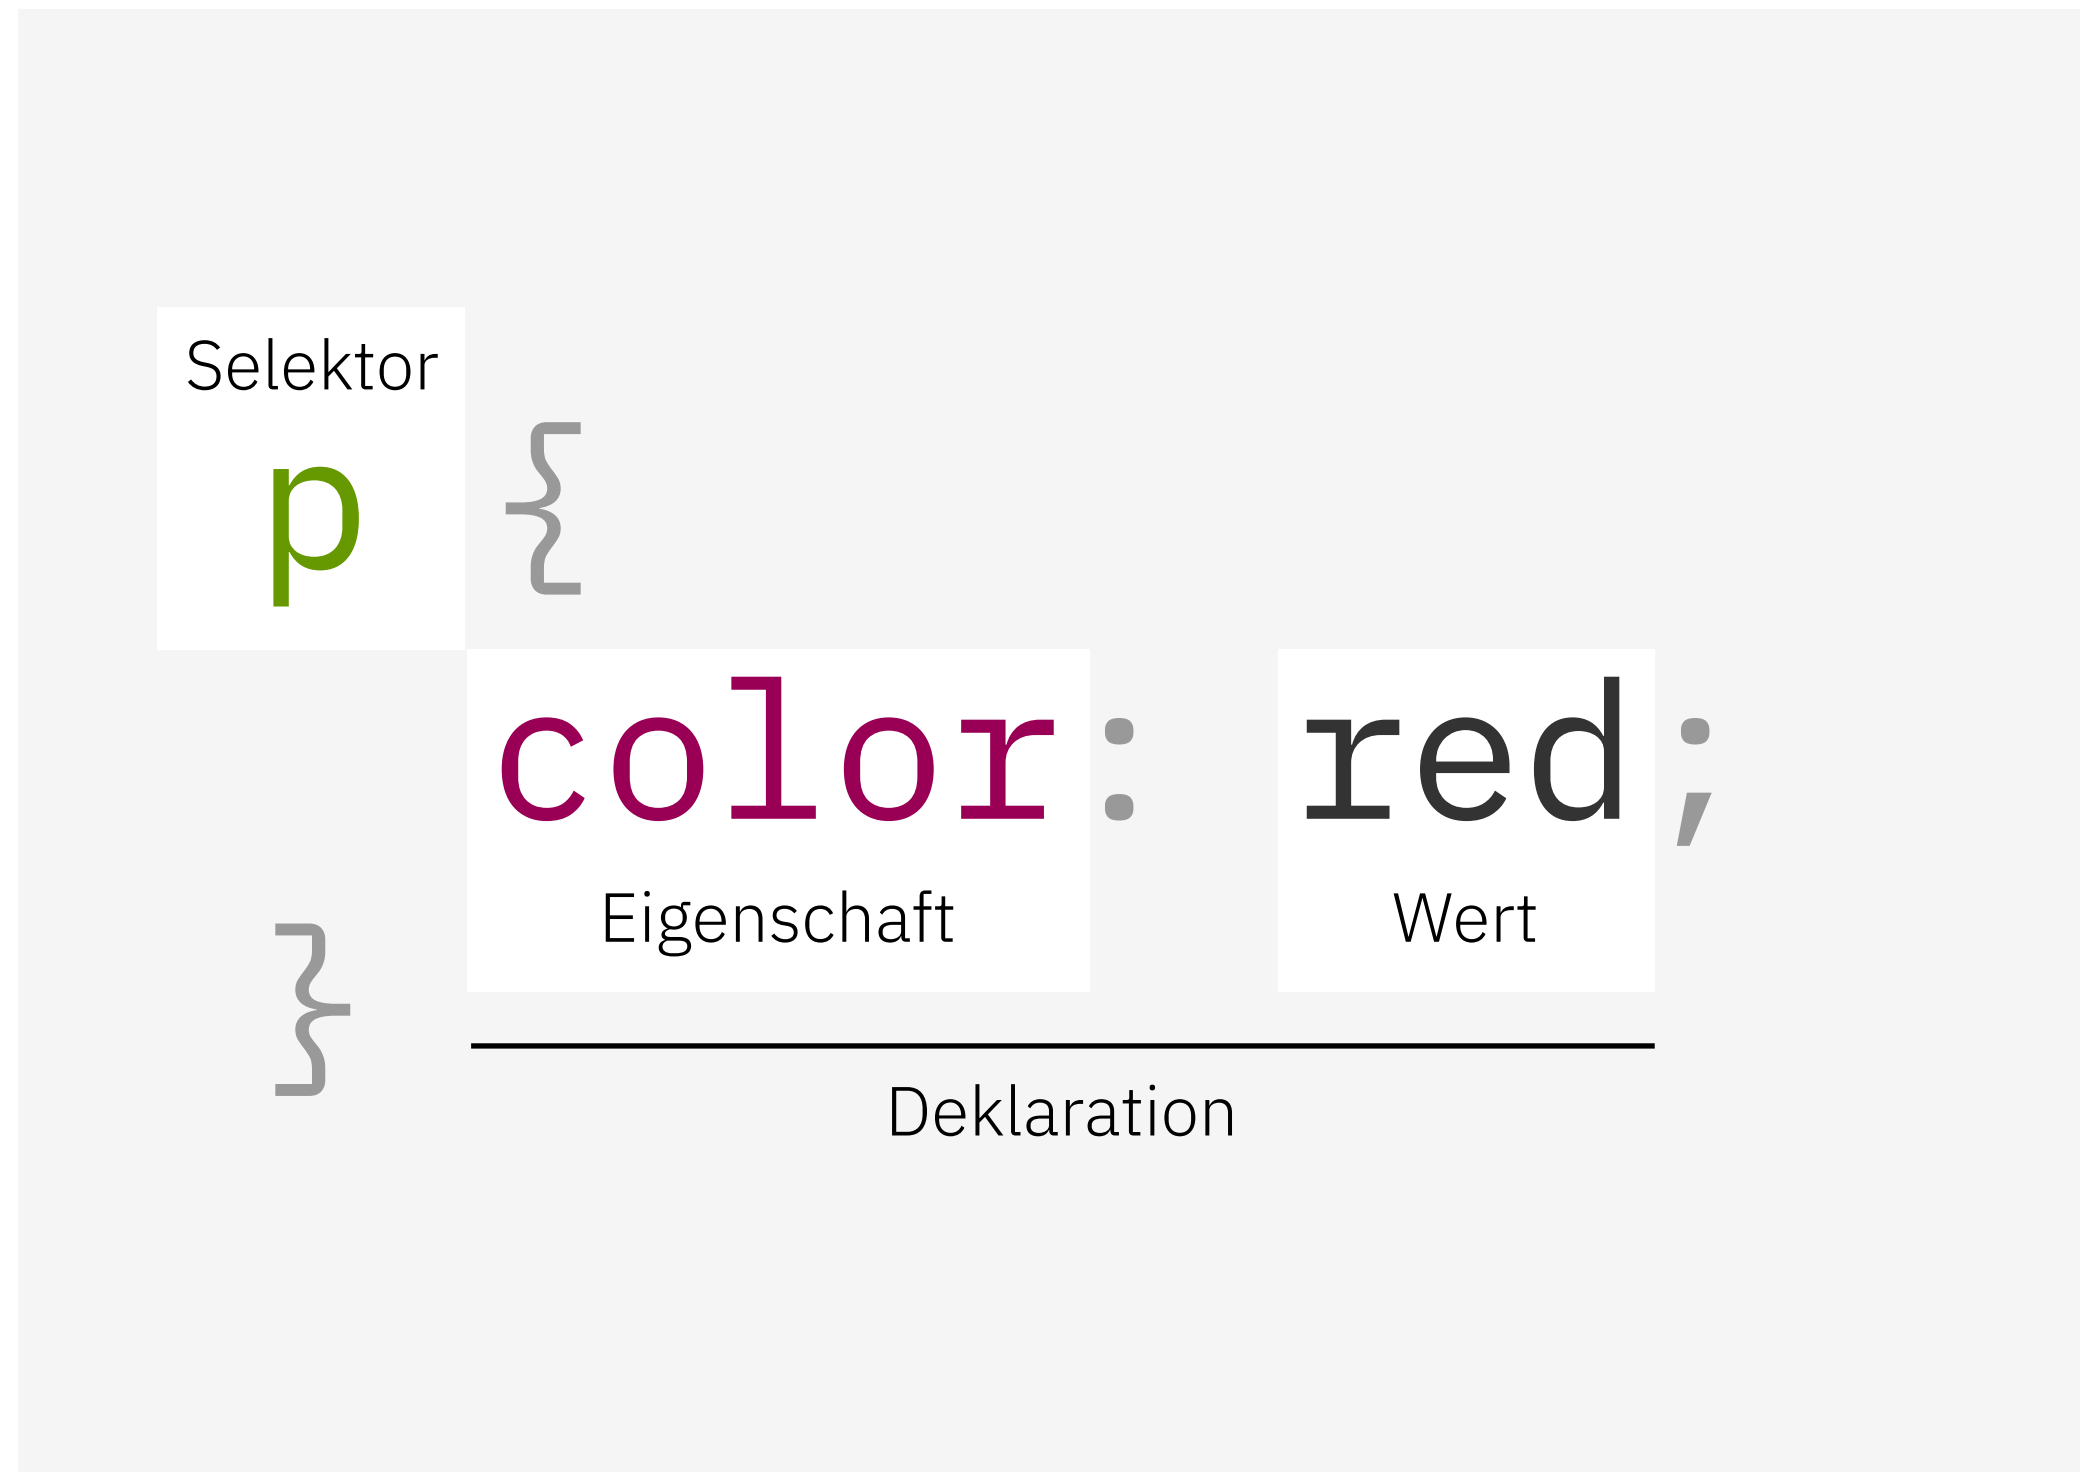 Selektor
p {
color: red;
Eigenschaft Wert
}
Deklaration